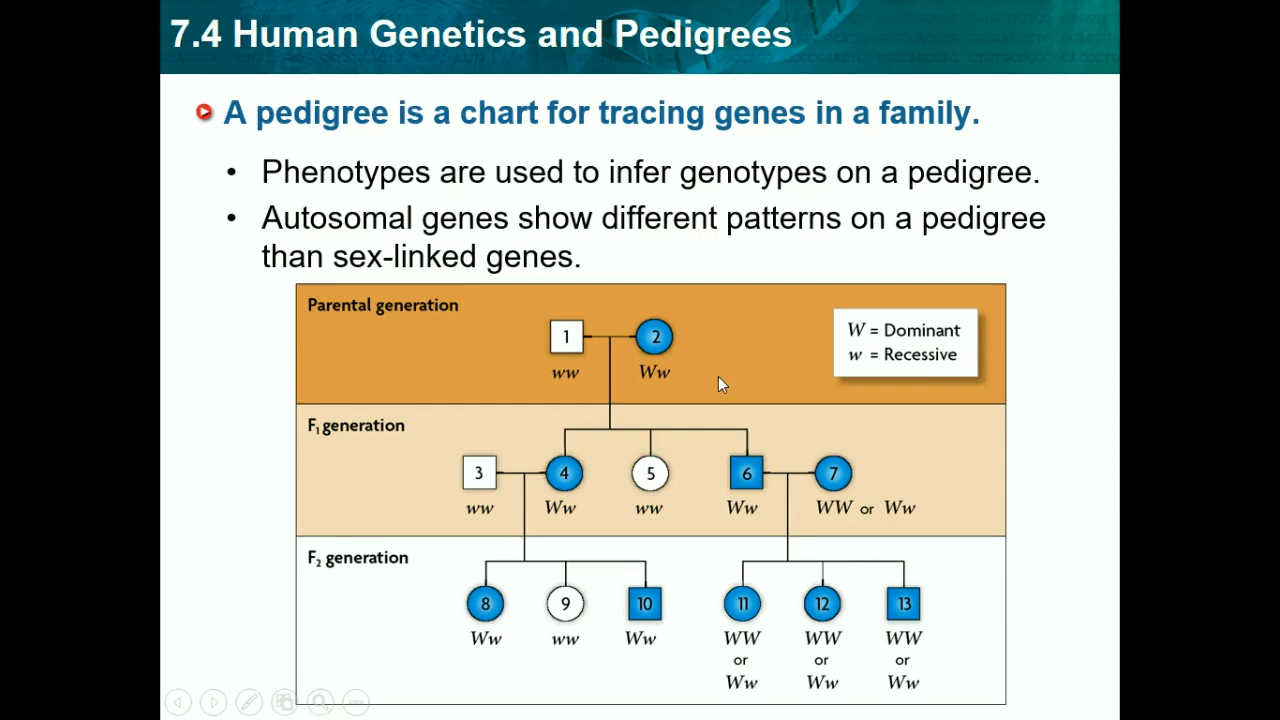 7.4 Human Genetics and Pedigrees
A pedigree is a chart for tracing genes in a family.
• Phenotypes are used to infer genotypes on a pedigree.
• Autosomal genes show different patterns on a pedigree
than sex-linked genes.
Parental generation
1 2
ww Ww
W = Dominant
w = Recessive
F₁ generation
3 4 5 6 7
ww Ww ww Ww WW or Ww
F₂ generation
8 9 10 11 12 13
Ww ww Ww WW WW WW
or or or
Ww Ww Ww